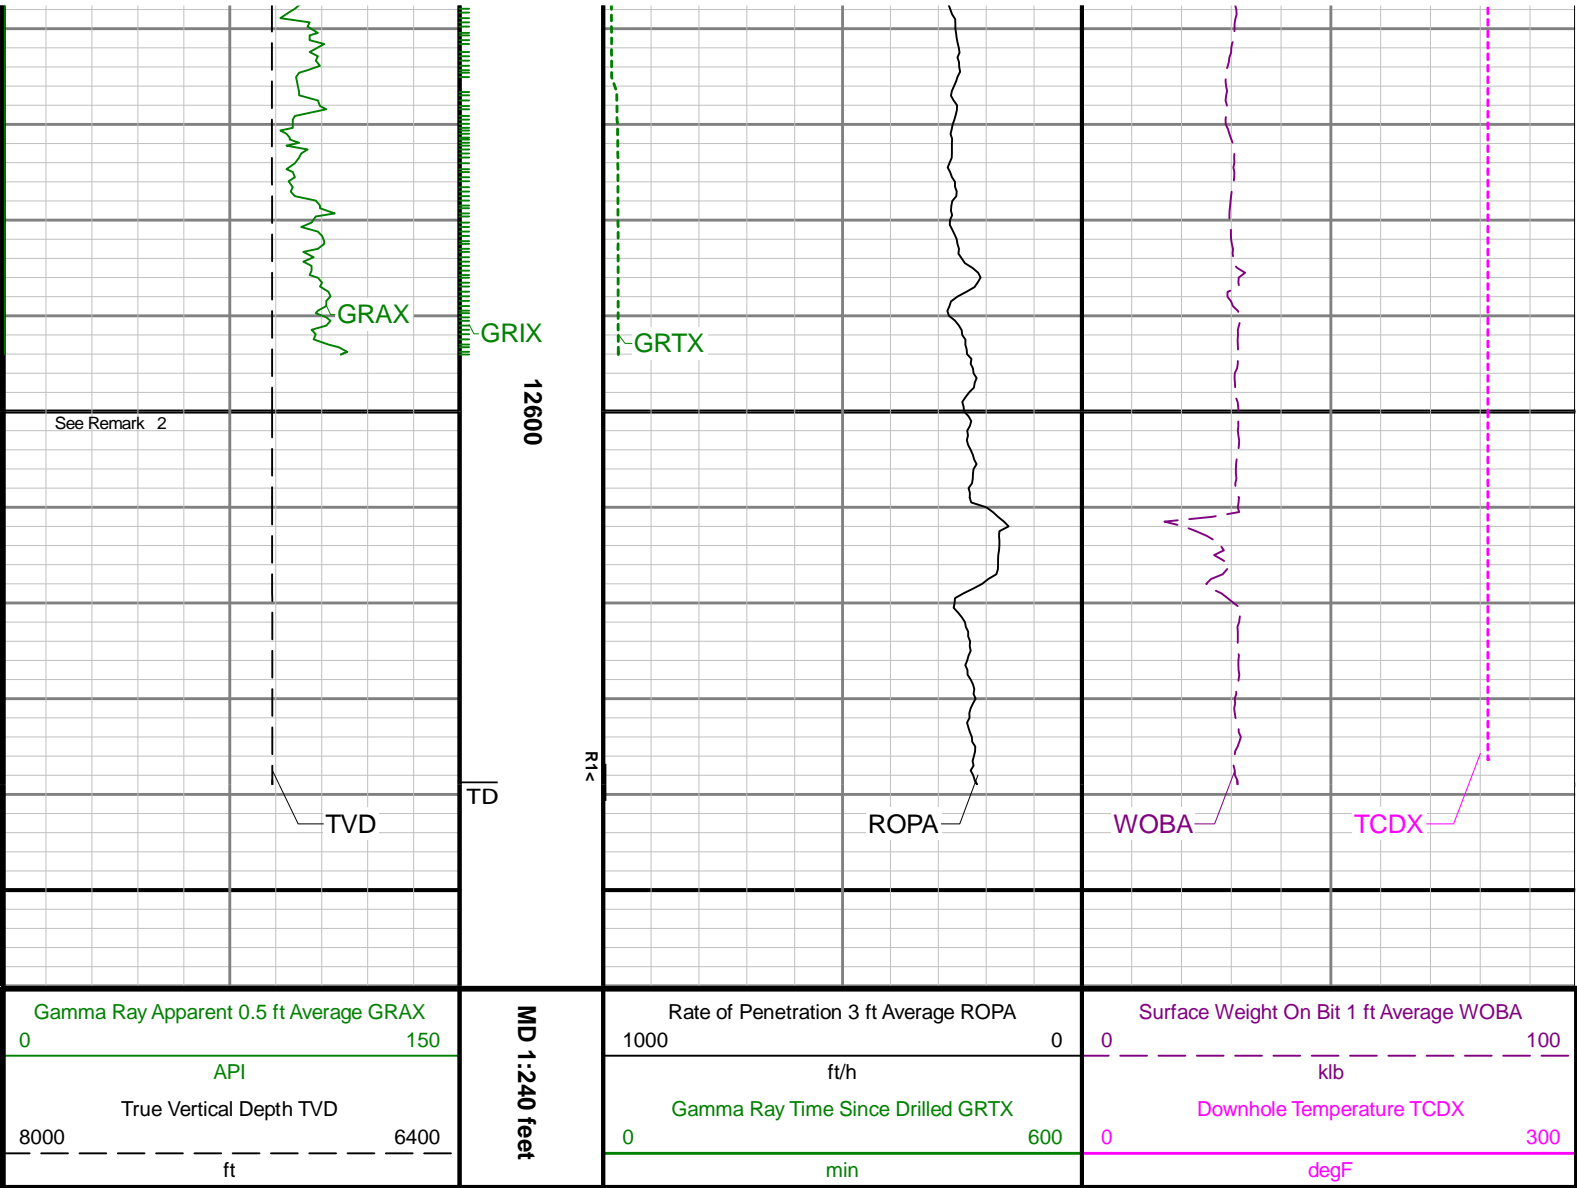 GRAX
GRIX
GRTX
12600
See Remark 2
R1<
TD
TVD
ROPA
WOBA
TCDX
Gamma Ray Apparent 0.5 ft Average GRAX
0 150
API
True Vertical Depth TVD
8000 6400
ft
MD 1:240 feet
Rate of Penetration 3 ft Average ROPA
1000 0
ft/h
Gamma Ray Time Since Drilled GRTX
0 600
min
Surface Weight On Bit 1 ft Average WOBA
0 100
klb
Downhole Temperature TCDX
0 300
degF